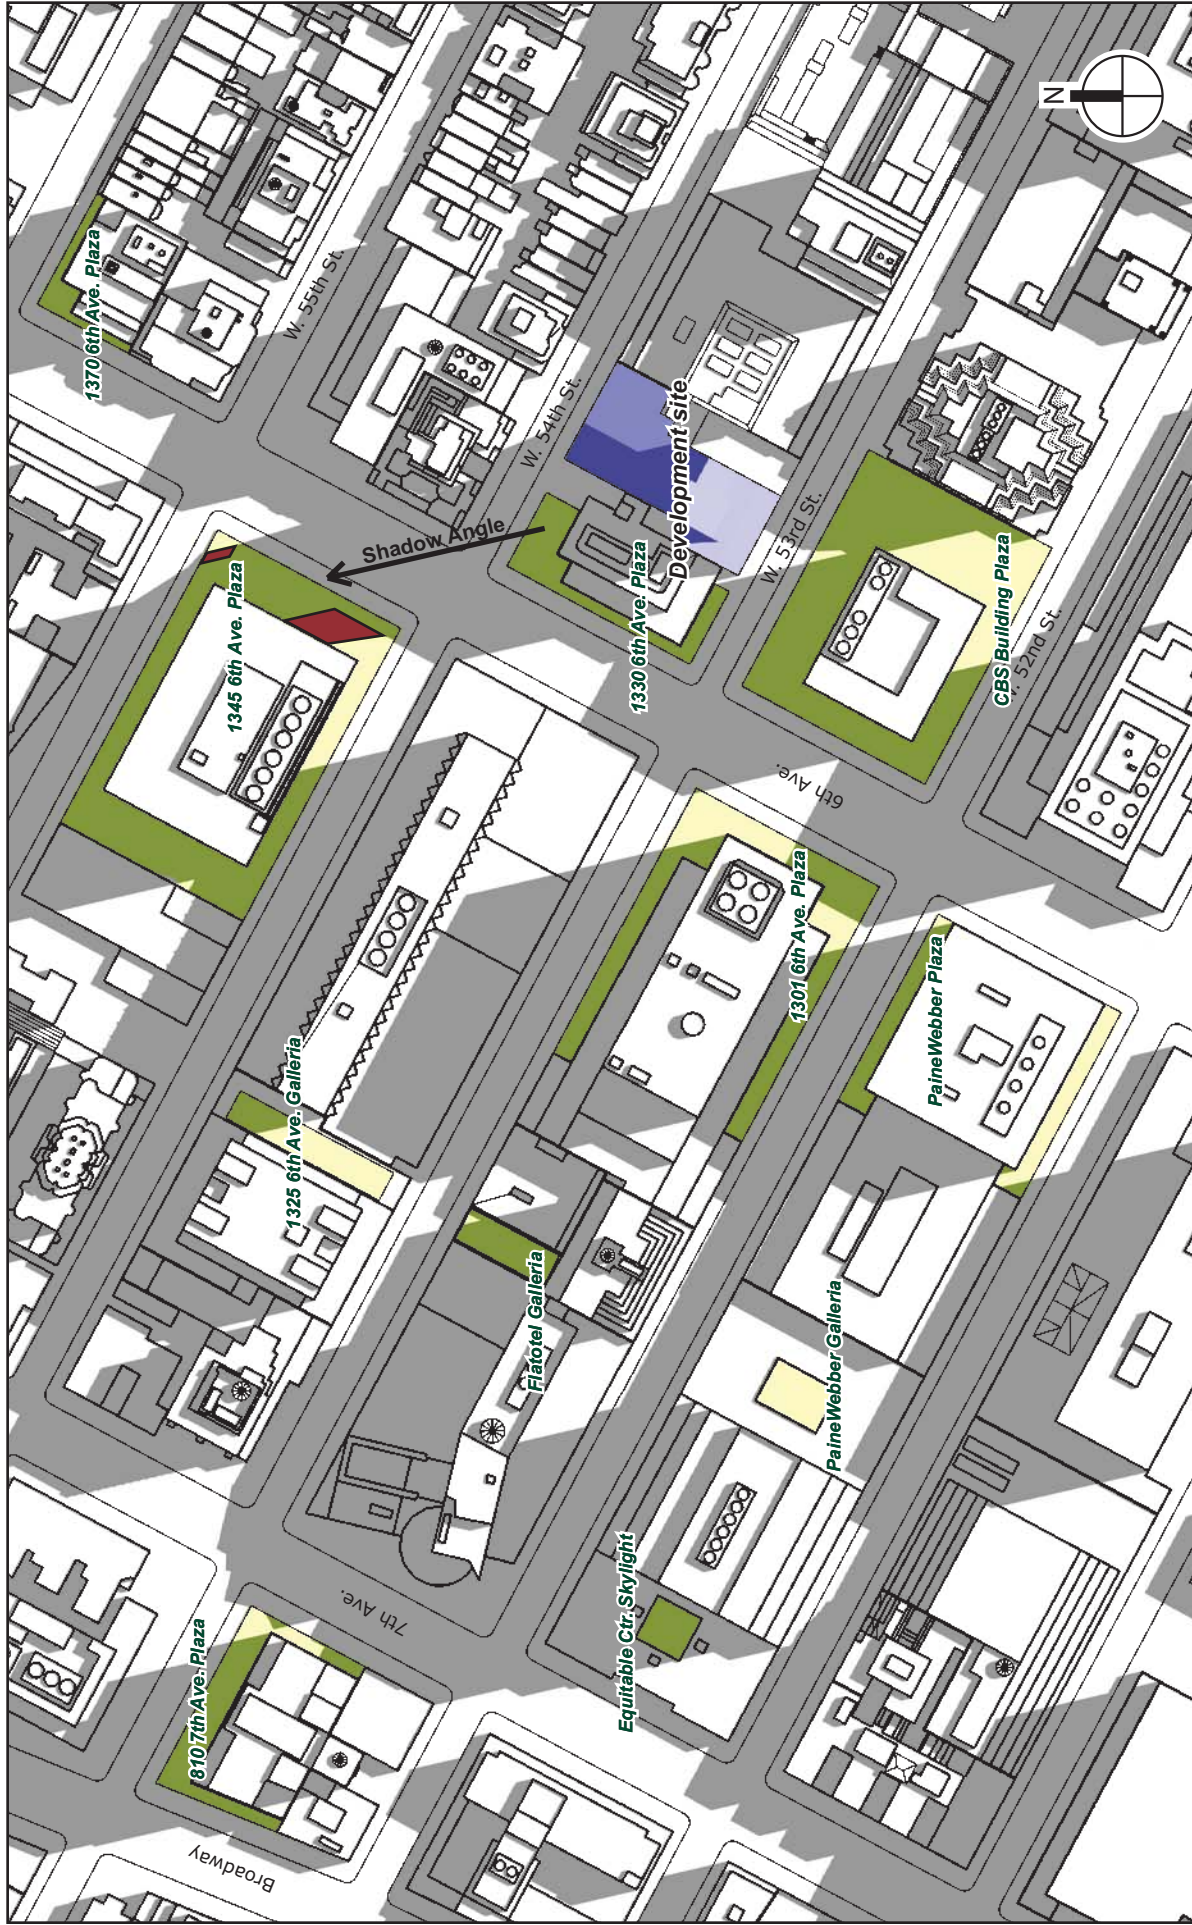 N
1370 6th Ave. Plaza
W. 55th St.
W. 54th St.
Development site
Shadow Angle
1345 6th Ave. Plaza
1330 6th Ave. Plaza
W. 53rd St.
CBS Building Plaza
W. 52nd St.
6th Ave.
1301 6th Ave. Plaza
PaineWebber Plaza
1325 6th Ave. Galleria
Flatotel Galleria
PaineWebber Galleria
Equitable Ctr. Skylight
7th Ave.
810 7th Ave. Plaza
Broadway